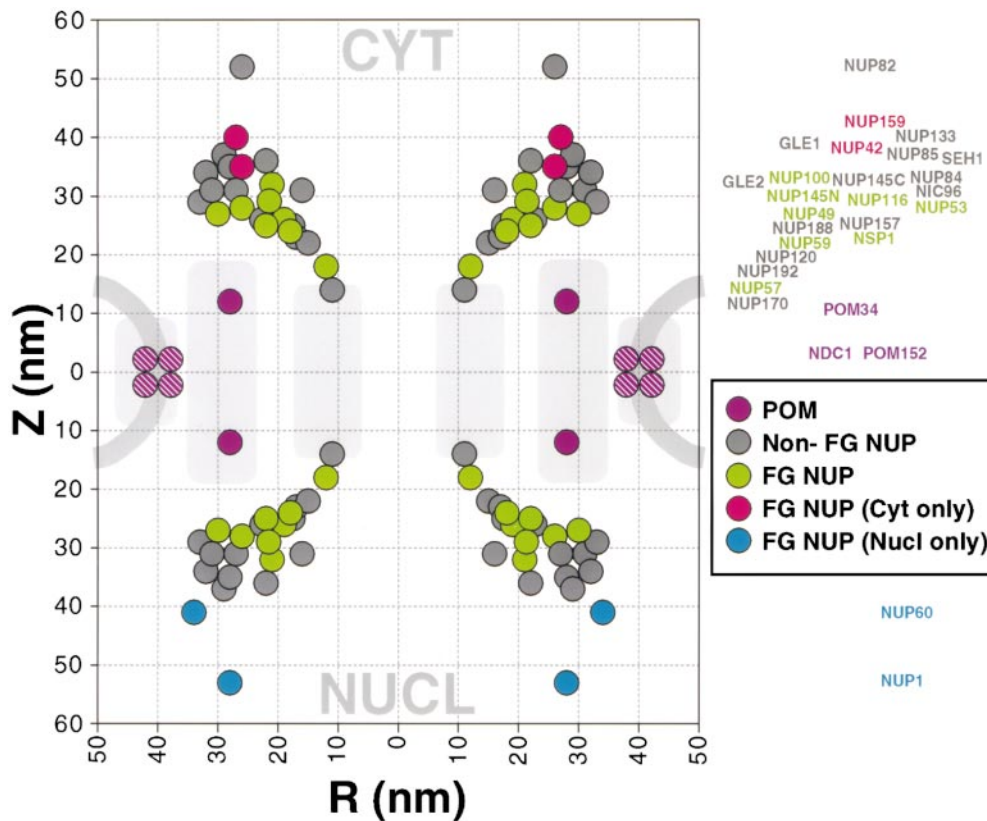 60
CYT
50
40
30
20
10
0
10
20
30
40
50
60
NUCL
Z (nm)
50 40 30 20 10 0 10 20 30 40 50
R (nm)
NUP82
NUP159
GLE1 NUP42 NUP133
NUP85 SEH1
GLE2 NUP100 NUP145C NUP84
NUP145N NUP116 NIC96
NUP49 NUP53
NUP188 NUP157
NUP59 NSP1
NUP120
NUP192
NUP57
NUP170 POM34
NDC1 POM152
POM
Non- FG NUP
FG NUP
FG NUP (Cyt only)
FG NUP (Nucl only)
NUP60
NUP1